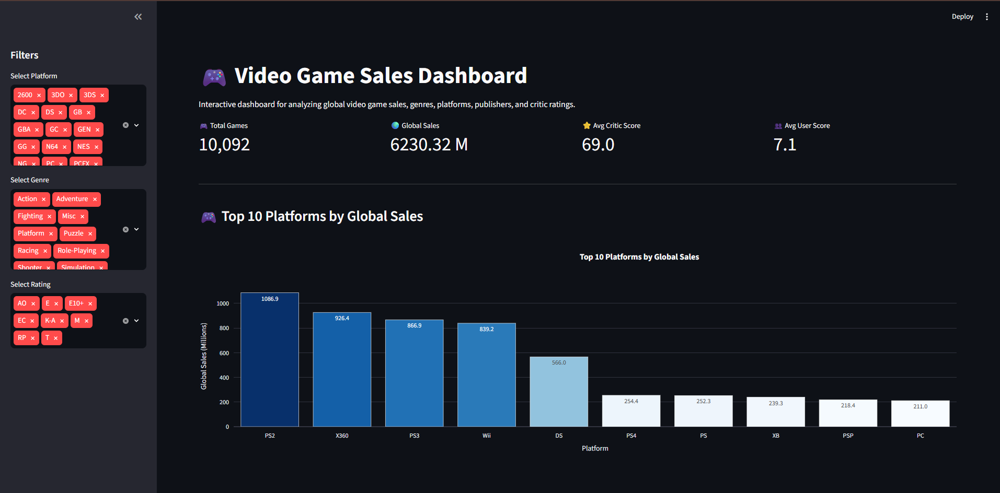 Deploy
Filters
Select Platform
2600 × 3DO × 3DS ×
DC × DS × GB ×
GBA × GC × GEN ×
GG × N64 × NES ×
NG × PC × PCFX ×
Select Genre
Action × Adventure ×
Fighting × Misc ×
Platform × Puzzle ×
Racing × Role-Playing ×
Shooter × Simulation ×
Select Rating
AO × E × E10+ ×
EC × K-A × M ×
RP × T ×
Video Game Sales Dashboard
Interactive dashboard for analyzing global video game sales, genres, platforms, publishers, and critic ratings.
Total Games
10,092
Global Sales
6230.32 M
Avg Critic Score
69.0
Avg User Score
7.1
Top 10 Platforms by Global Sales
Top 10 Platforms by Global Sales
Global Sales (Millions)
1000
800
600
400
200
0
1086.9
926.4
866.9
839.2
566.0
254.4
252.3
239.3
218.4
211.0
PS2 X360 PS3 Wii DS PS4 PS XB PSP PC
Platform